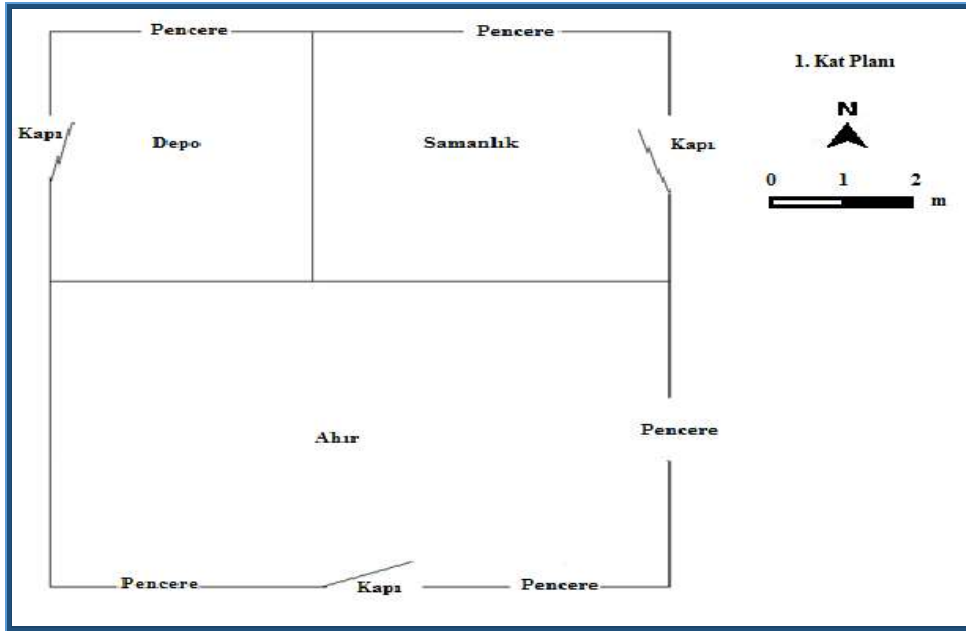 Pencere
Pencere
1. Kat Planı
N
Kapı
Depo
Samanlık
Kapı
0 1 2
m
Ahır
Pencere
Pencere
Kapı
Pencere